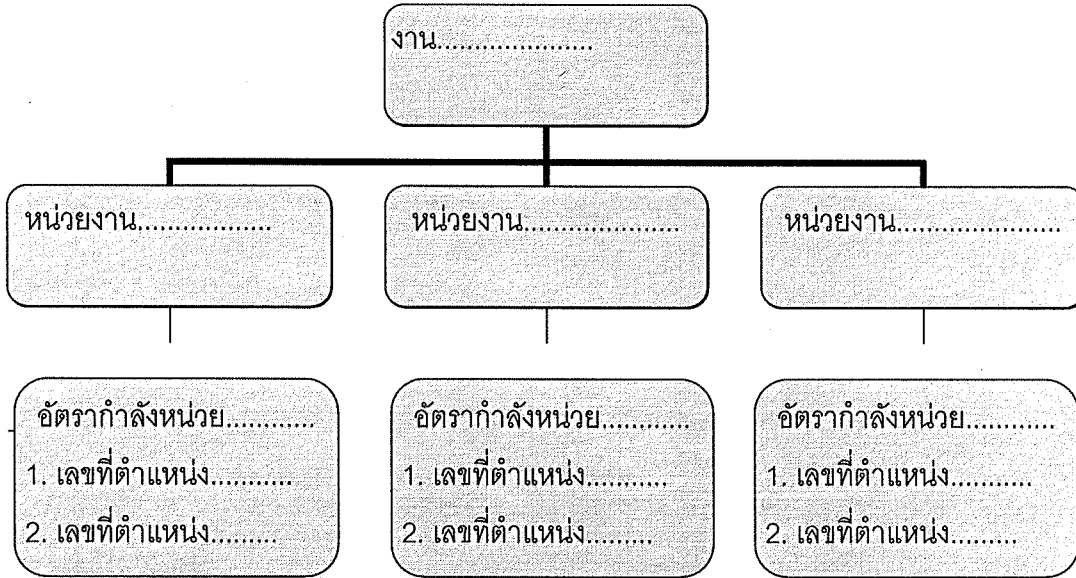 งาน.....................
หน่วยงาน..................
หน่วยงาน.....................
หน่วยงาน......................
อัตรากำลังหน่วย............
1. เลขที่ตำแหน่ง...........
2. เลขที่ตำแหน่ง.........
อัตรากำลังหน่วย............
1. เลขที่ตำแหน่ง...........
2. เลขที่ตำแหน่ง.........
อัตรากำลังหน่วย............
1. เลขที่ตำแหน่ง...........
2. เลขที่ตำแหน่ง.........